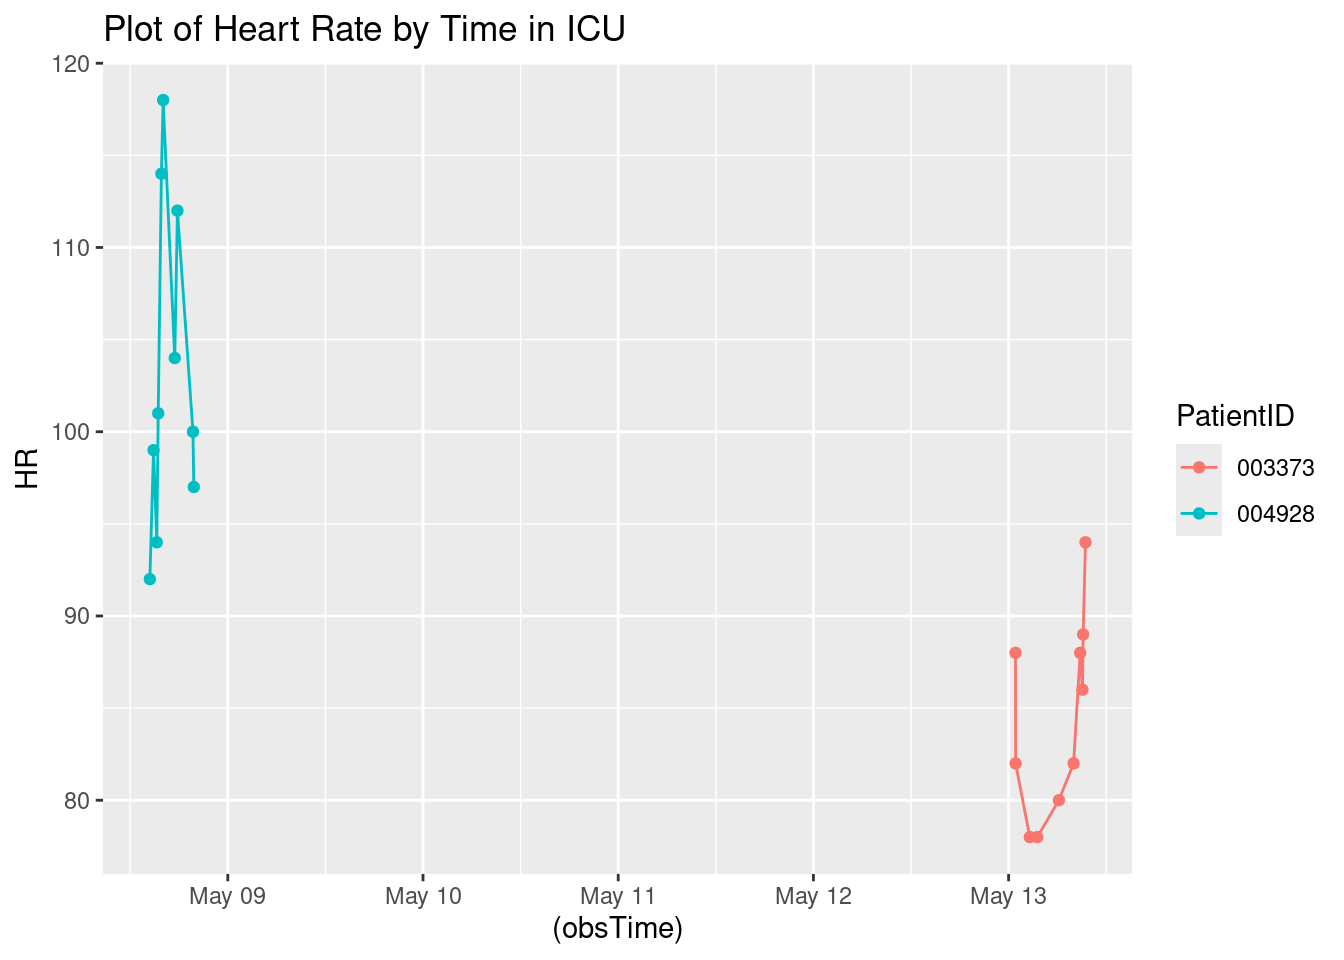 Plot of Heart Rate by Time in ICU
120
110
100
90
80
HR
May 09
May 10
May 11
May 12
May 13
(obsTime)
PatientID
003373
004928